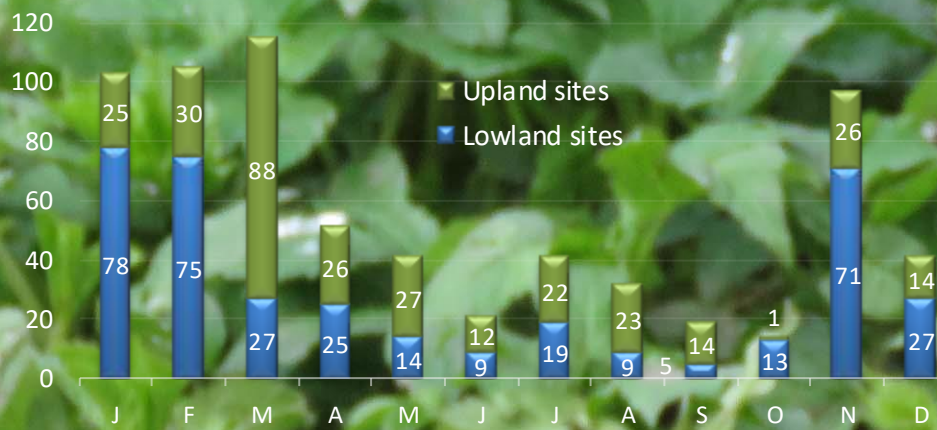 120
100
80
60
40
20
0
Upland sites
Lowland sites
25 30 88 26 27 12 22 23 14 1 26 14
78 75 27 25 14 9 19 9 5 13 71 27
J F M A M J J A S O N D